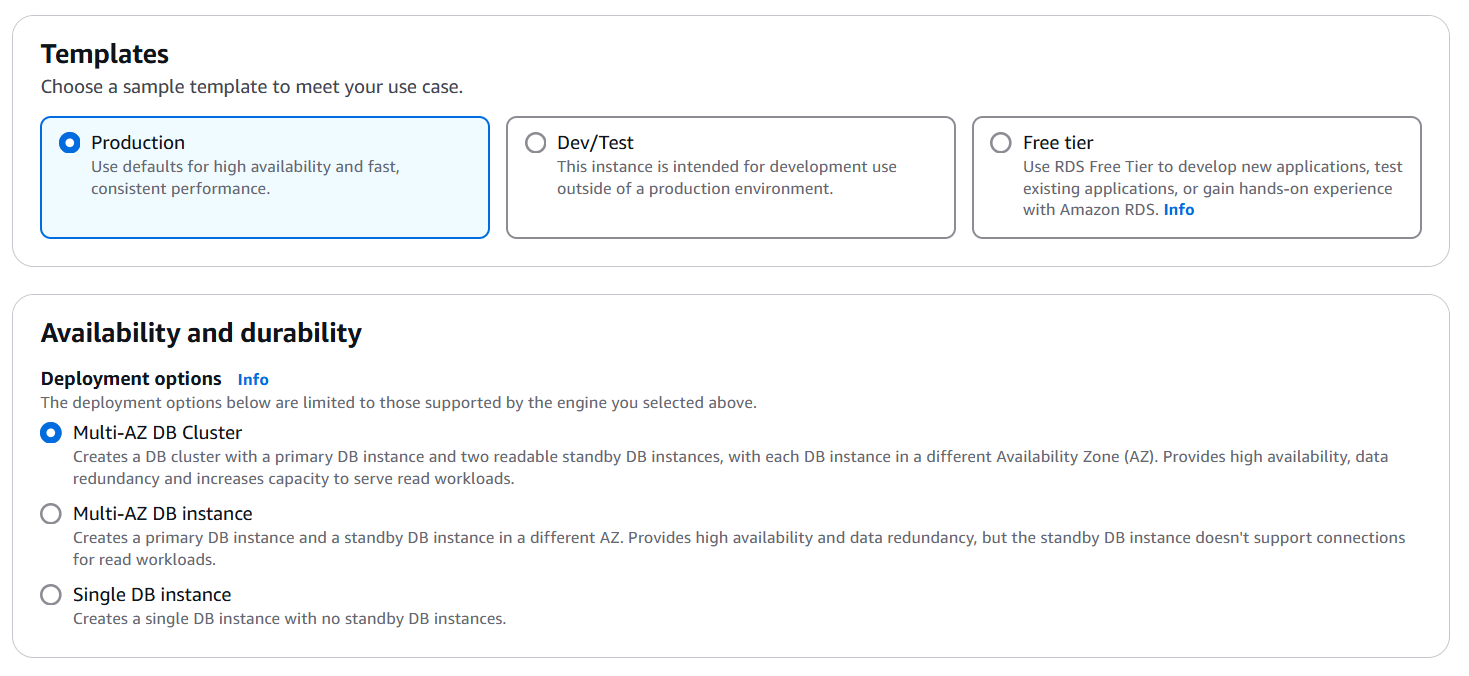 Templates
Choose a sample template to meet your use case.
Production
Use defaults for high availability and fast,
consistent performance.
Dev/Test
This instance is intended for development use
outside of a production environment.
Free tier
Use RDS Free Tier to develop new applications, test
existing applications, or gain hands-on experience
with Amazon RDS. Info
Availability and durability
Deployment options Info
The deployment options below are limited to those supported by the engine you selected above.
Multi-AZ DB Cluster
Creates a DB cluster with a primary DB instance and two readable standby DB instances, with each DB instance in a different Availability Zone (AZ). Provides high availability, data
redundancy and increases capacity to serve read workloads.
Multi-AZ DB instance
Creates a primary DB instance and a standby DB instance in a different AZ. Provides high availability and data redundancy, but the standby DB instance doesn't support connections
for read workloads.
Single DB instance
Creates a single DB instance with no standby DB instances.